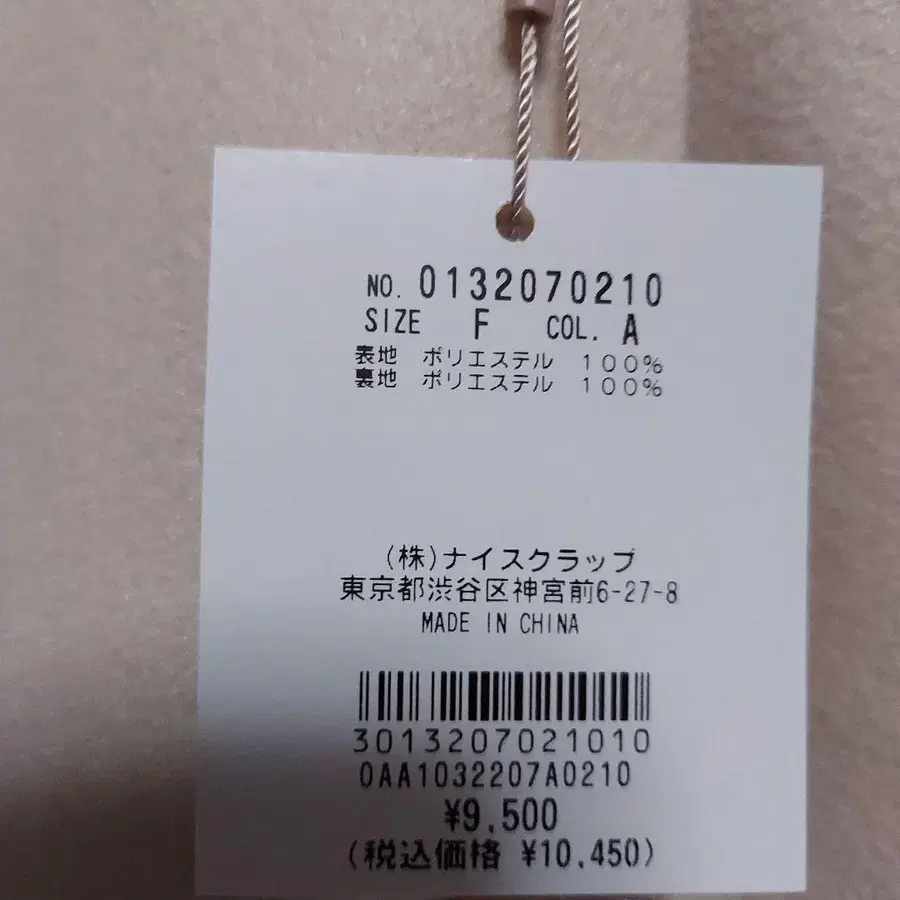 NO. 0132070210
SIZE F COL. A
表地 ポリエステル 100%
裏地 ポリエステル 100%
(株)ナイスクラップ
東京都渋谷区神宮前6-27-8
MADE IN CHINA
3013207021010
0AA1032207A0210
¥9,500
(税込価格 ¥10,450)